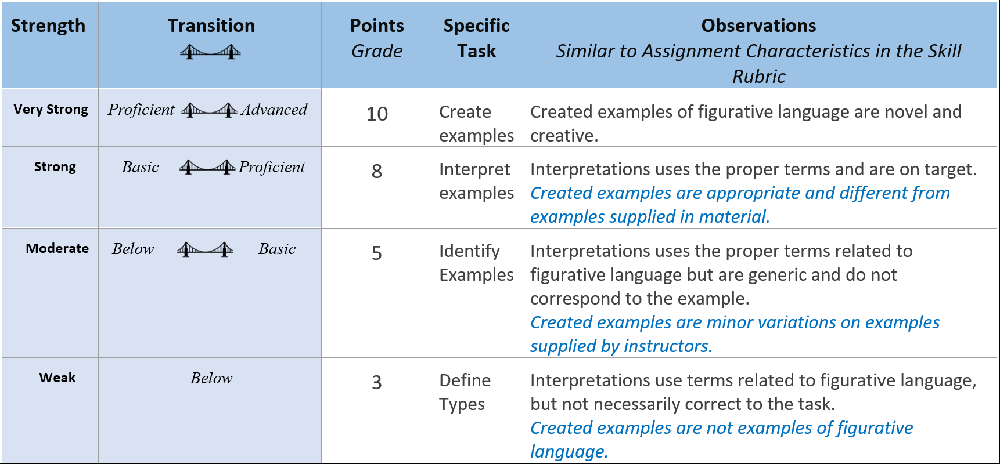 Strength
Transition
Points
Grade
Specific
Task
Observations
Similar to Assignment Characteristics in the Skill
Rubric
Very Strong
Proficient Advanced
10
Create
examples
Created examples of figurative language are novel and
creative.
Strong
Basic Proficient
8
Interpret
examples
Interpretations uses the proper terms and are on target.
Created examples are appropriate and different from
examples supplied in material.
Moderate
Below Basic
5
Identify
Examples
Interpretations uses the proper terms related to
figurative language but are generic and do not
correspond to the example.
Created examples are minor variations on examples
supplied by instructors.
Weak
Below
3
Define
Types
Interpretations use terms related to figurative language,
but not necessarily correct to the task.
Created examples are not examples of figurative
language.